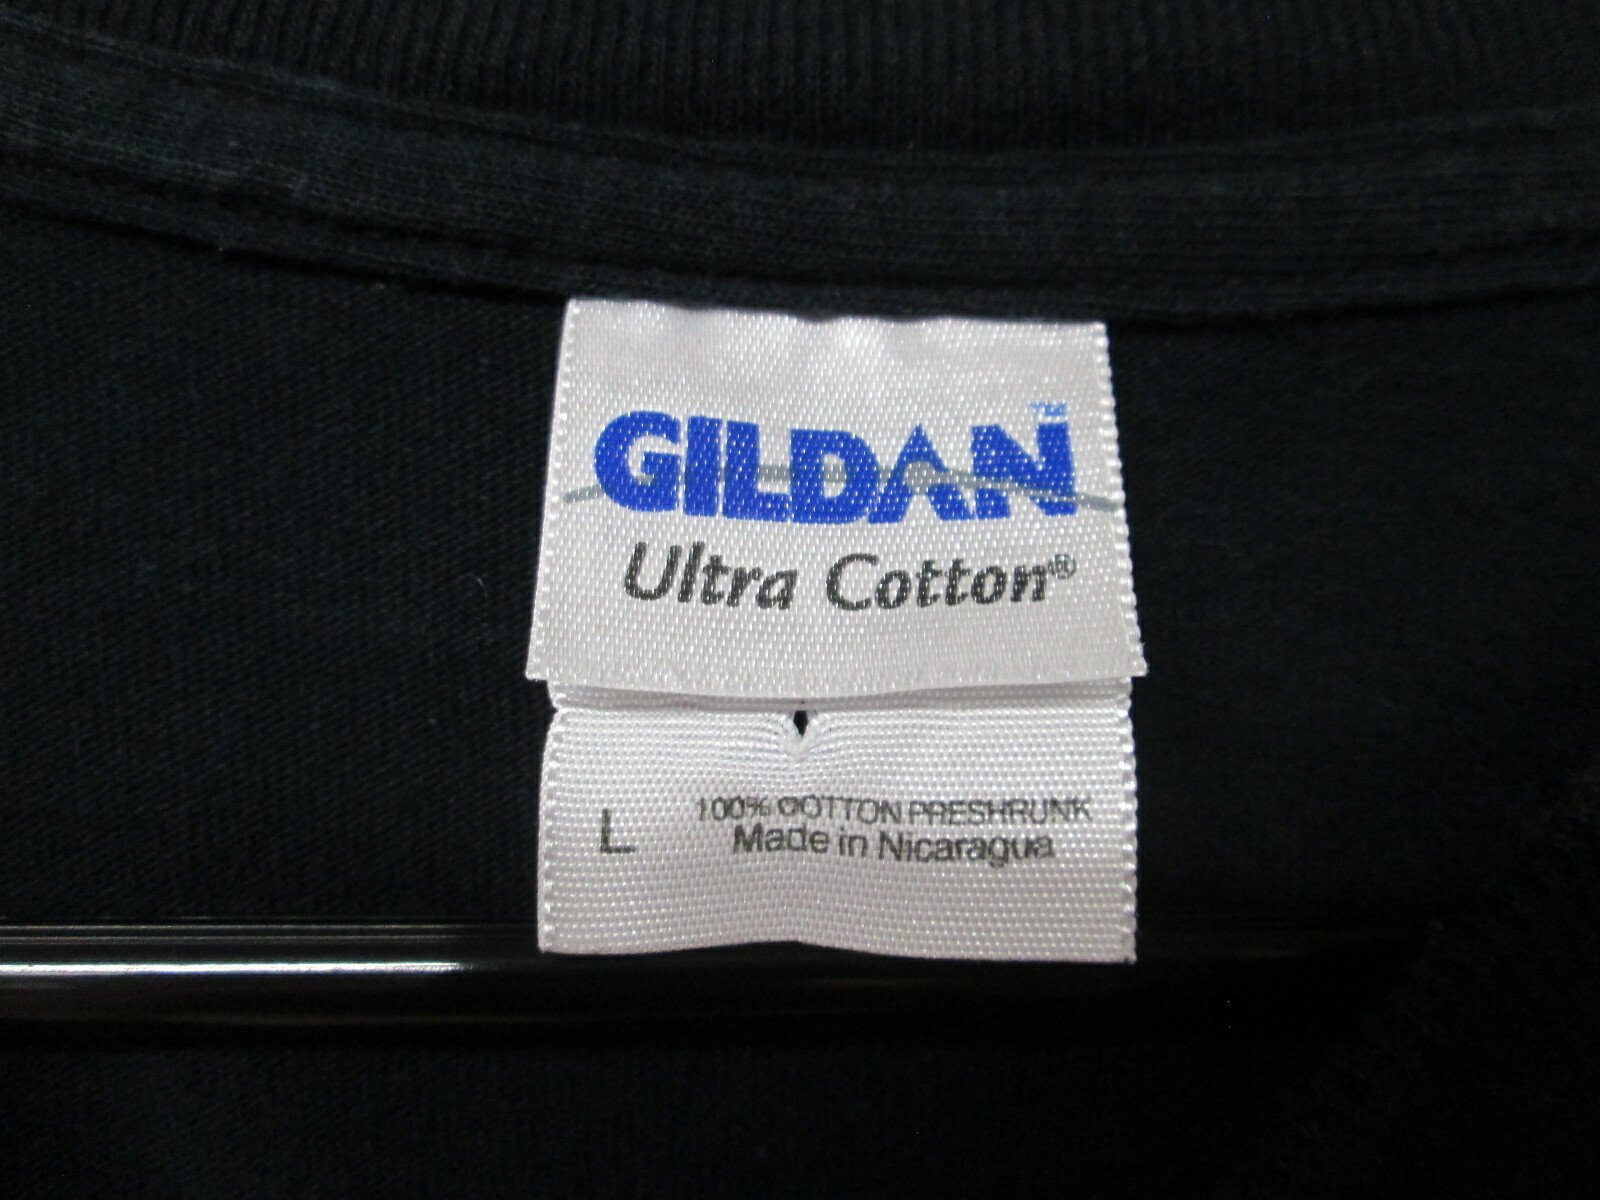 GILDAN™
Ultra Cotton®
L 100% COTTON PRESHRUNK
Made in Nicaragua